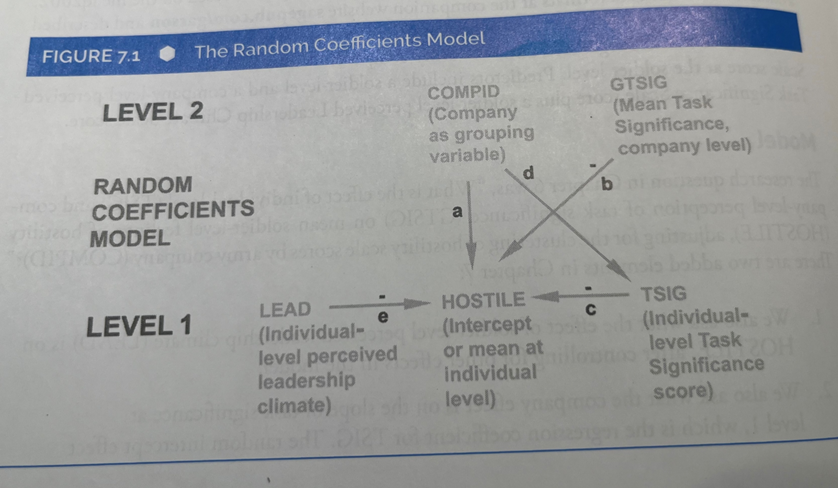 FIGURE 7.1 The Random Coefficients Model
LEVEL 2
COMPID
(Company
as grouping
variable)
GTSIG
(Mean Task
Significance,
company level)
RANDOM
COEFFICIENTS
MODEL
a
d
-
b
LEVEL 1
LEAD
(Individual-
level perceived
leadership
climate)
-
e
HOSTILE
(Intercept
or mean at
individual
level)
-
c
TSIG
(Individual-
level Task
Significance
score)